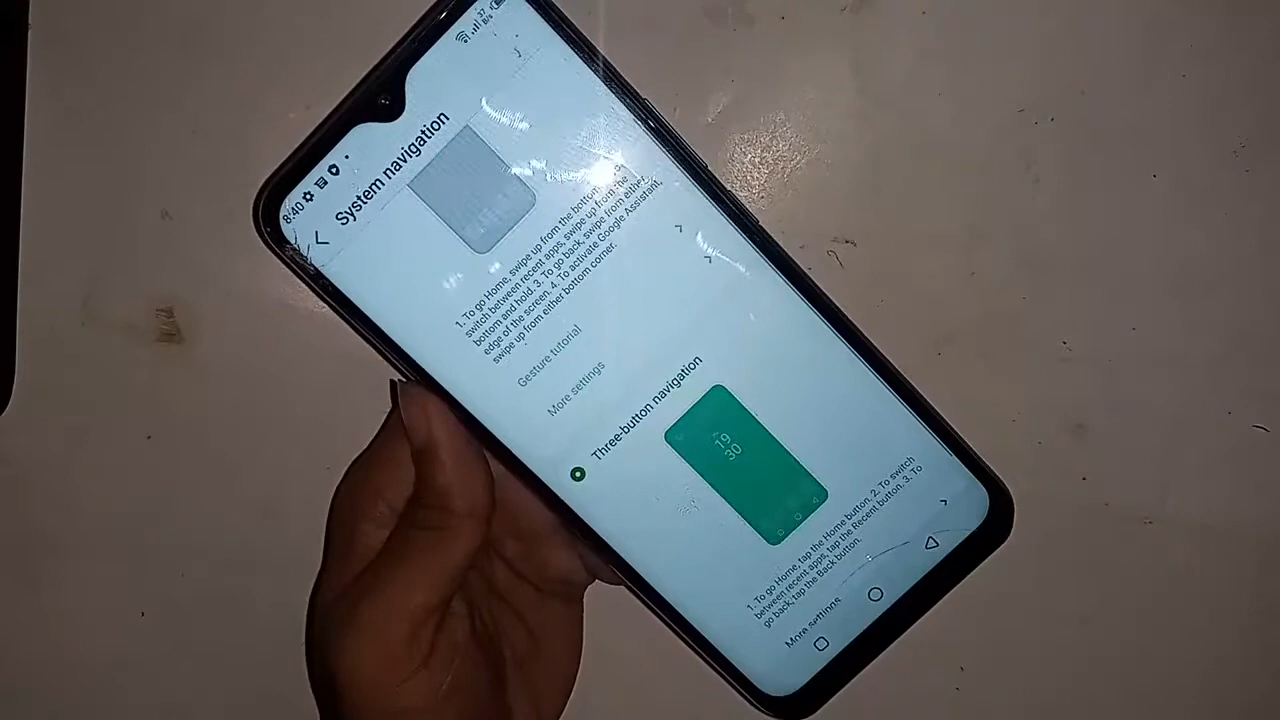 8:40
37
B/s
System navigation
1. To go Home, swipe up from the bottom
switch between recent apps, swipe up from the
bottom and hold. 3. To go back, swipe from either
edge of the screen. 4. To activate Google Assistant,
swipe up from either bottom corner.
Gesture tutorial
More settings
Three-button navigation
19
30
1. To go Home, tap the Home button. 2. To switch
between recent apps, tap the Recent button. 3. To
go back, tap the Back button.
More settings